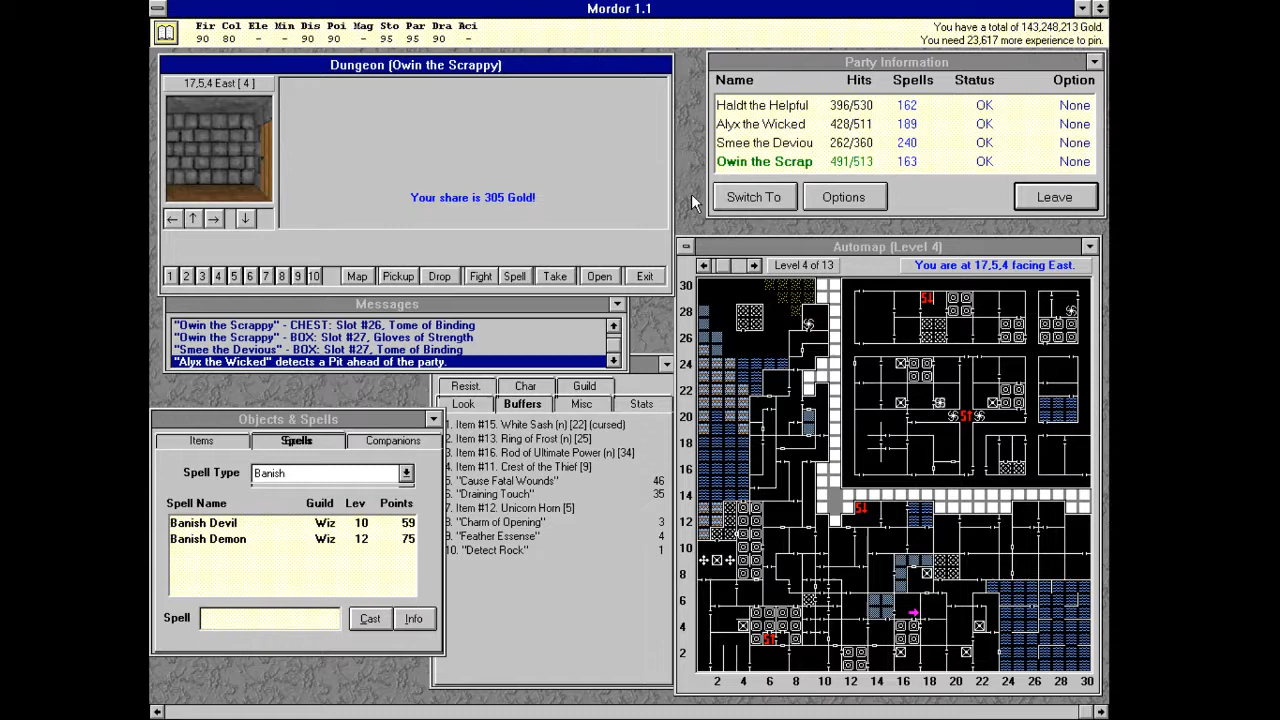 Mordor 1.1
Fir Col Ele Min Dis Poi Mag Sto Par Dra Aci
90 80 - - 90 90 - 95 95 90 -
You have a total of 143,248,213 Gold.
You need 23,617 more experience to pin.
Dungeon (Owin the Scrappy)
17,5,4 East [ 4 ]
Your share is 305 Gold!
1 2 3 4 5 6 7 8 9 10 Map Pickup Drop Fight Spell Take Open Exit
Party Information
Name Hits Spells Status Option
Haldt the Helpful 396/530 162 OK None
Alyx the Wicked 428/511 189 OK None
Smee the Deviou 262/360 240 OK None
Owin the Scrap 491/513 163 OK None
Switch To Options Leave
Messages
"Owin the Scrappy" - CHEST: Slot #26, Tome of Binding
"Owin the Scrappy" - BOX: Slot #27, Gloves of Strength
"Smee the Devious" - BOX: Slot #27, Tome of Binding
"Alyx the Wicked" detects a Pit ahead of the party.
Resist. Char Guild
Look Buffers Misc Stats
1. Item #15. White Sash (n) [22] (cursed)
2. Item #13. Ring of Frost (n) [25]
3. Item #16. Rod of Ultimate Power (n) [34]
4. Item #11. Crest of the Thief [9]
5. "Cause Fatal Wounds" 46
6. "Draining Touch" 35
7. Item #12. Unicorn Horn [5]
8. "Charm of Opening" 3
9. "Feather Essense" 4
10. "Detect Rock" 1
Objects & Spells
Items Spells Companions
Spell Type Banish
Spell Name Guild Lev Points
Banish Devil Wiz 10 59
Banish Demon Wiz 12 75
Spell Cast Info
Automap (Level 4)
Level 4 of 13 You are at 17,5,4 facing East.
30
28
26
24
22
20
18
16
14
12
10
8
6
4
2
2 4 6 8 10 12 14 16 18 20 22 24 26 28 30